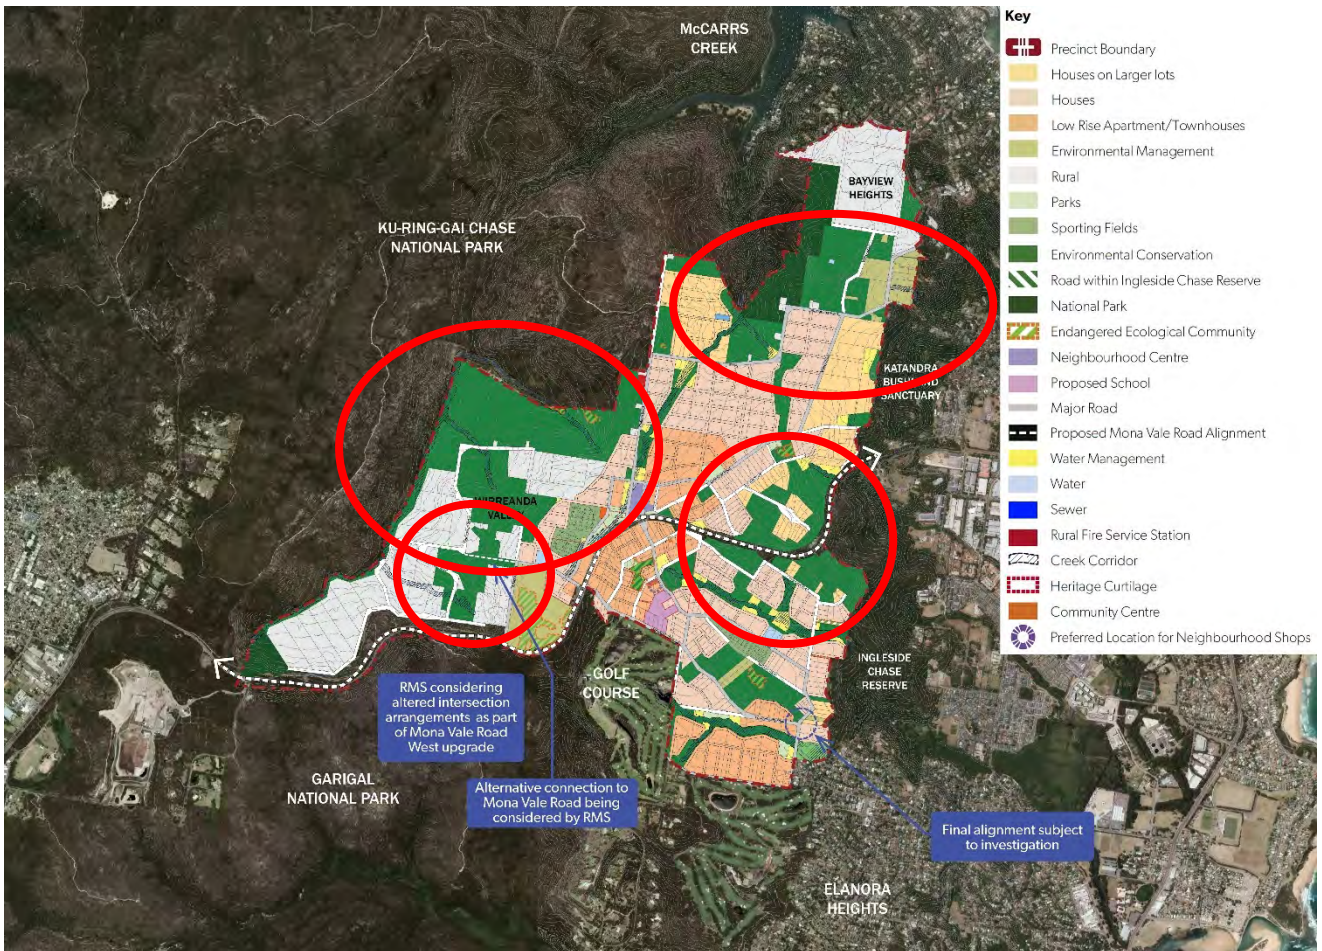 McCARRS
CREEK
BAYVIEW
HEIGHTS
KU-RING-GAI CHASE
NATIONAL PARK
KATANDRA
BUSHLAND
SANCTUARY
WIRREANDA
VALLEY
INGLESIDE
CHASE
RESERVE
GOLF
COURSE
RMS considering
altered intersection
arrangements as part
of Mona Vale Road
West upgrade
GARIGAL
NATIONAL PARK
Alternative connection to
Mona Vale Road being
considered by RMS
Final alignment subject
to investigation
ELANORA
HEIGHTS
Key
Precinct Boundary
Houses on Larger lots
Houses
Low Rise Apartment/Townhouses
Environmental Management
Rural
Parks
Sporting Fields
Environmental Conservation
Road within Ingleside Chase Reserve
National Park
Endangered Ecological Community
Neighbourhood Centre
Proposed School
Major Road
Proposed Mona Vale Road Alignment
Water Management
Water
Sewer
Rural Fire Service Station
Creek Corridor
Heritage Curtilage
Community Centre
Preferred Location for Neighbourhood Shops